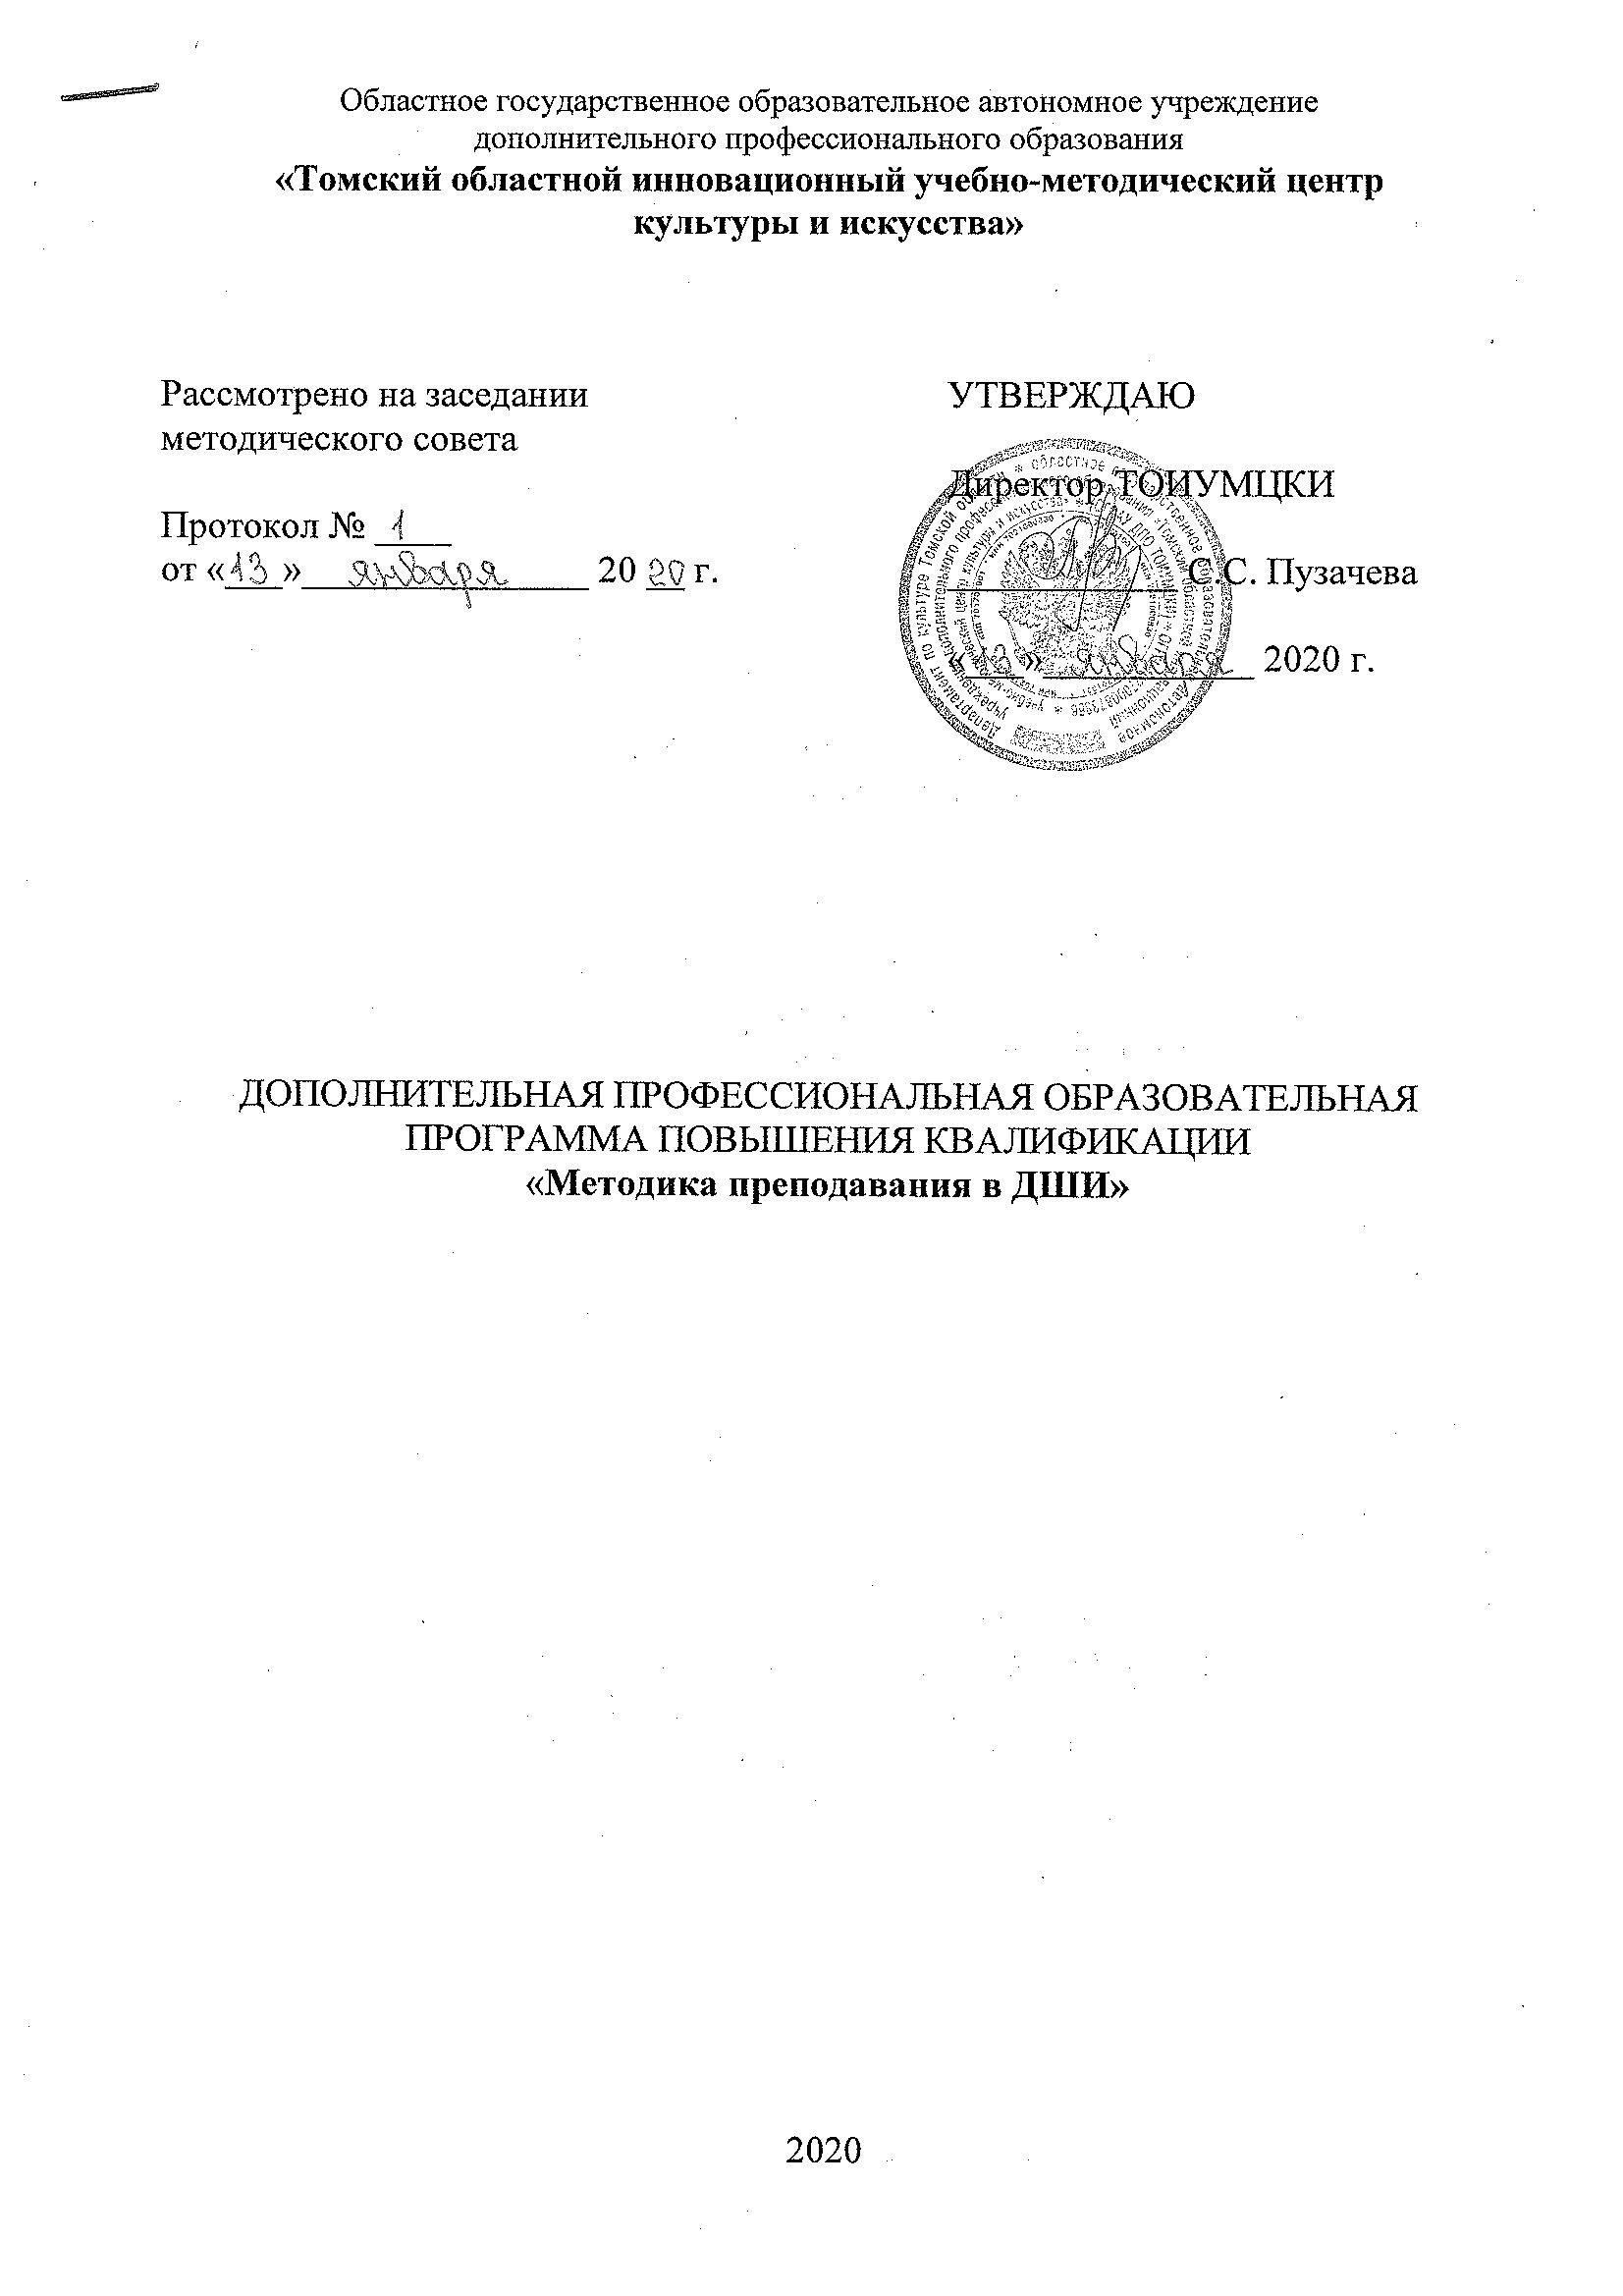 Областное государственное образовательное автономное учреждение
дополнительного профессионального образования
«Томский областной инновационный учебно-методический центр
культуры и искусства»
Рассмотрено на заседании
методического совета
Протокол № 1
от «13» января 2020 г.
УТВЕРЖДАЮ
Директор ТОИУМЦКИ
С.С. Пузачева
«13» января 2020 г.
ДОПОЛНИТЕЛЬНАЯ ПРОФЕССИОНАЛЬНАЯ ОБРАЗОВАТЕЛЬНАЯ
ПРОГРАММА ПОВЫШЕНИЯ КВАЛИФИКАЦИИ
«Методика преподавания в ДШИ»
2020